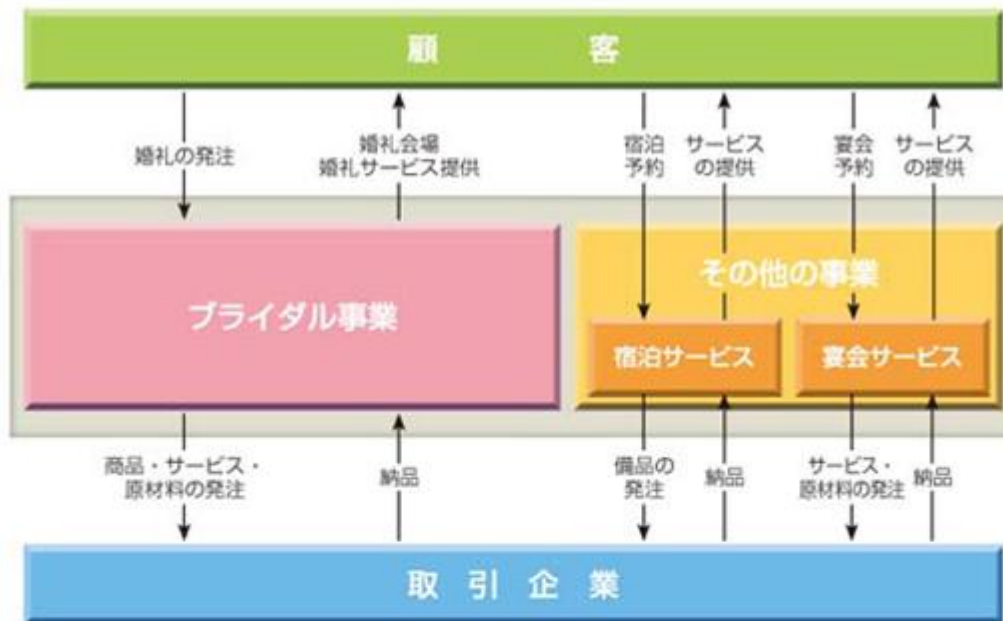 顧客
婚礼の発注
婚礼会場
婚礼サービス提供
宿泊
予約
サービス
の提供
宴会
予約
サービス
の提供
ブライダル事業
その他の事業
宿泊サービス
宴会サービス
商品・サービス・
原材料の発注
納品
備品の
発注
納品
サービス・
原材料の発注
納品
取引企業